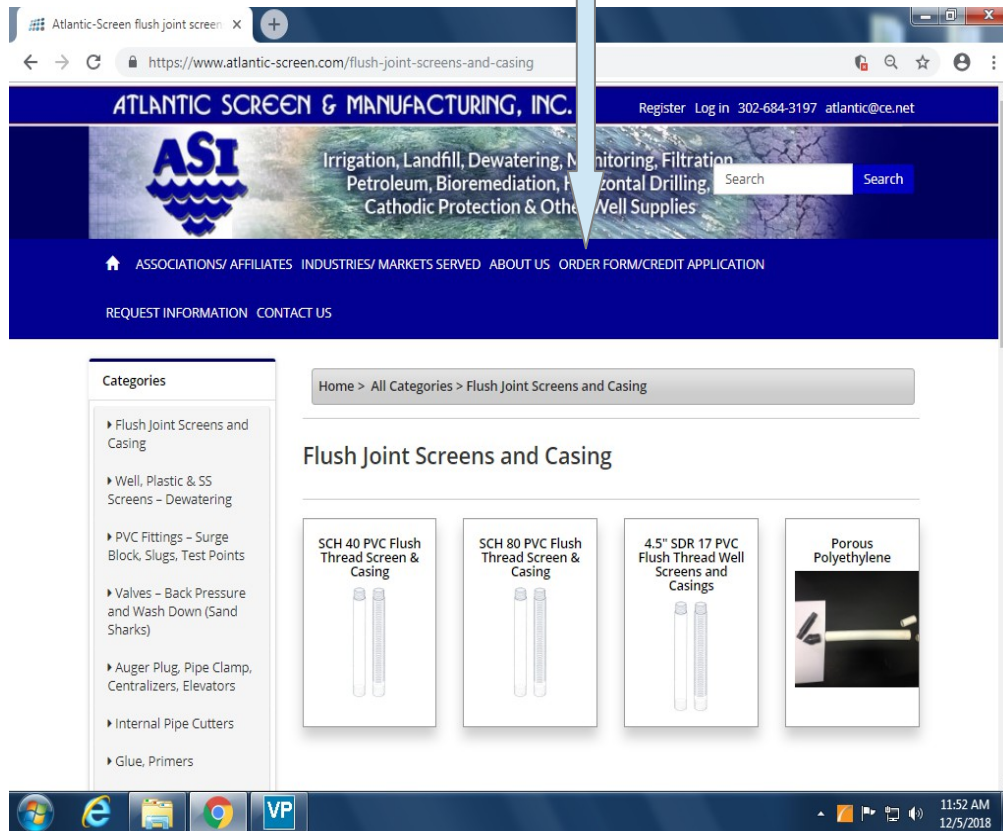 Atlantic-Screen flush joint screen
https://www.atlantic-screen.com/flush-joint-screens-and-casing
ATLANTIC SCREEN & MANUFACTURING, INC.
Register Log in 302-684-3197 atlantic@ce.net
ASI
Irrigation, Landfill, Dewatering, Filtration
Petroleum, Bioremediation, Drilling,
Cathodic Protection & Well Supplies
Search
Search
ASSOCIATIONS/ AFFILIATES INDUSTRIES/ MARKETS SERVED ABOUT US ORDER FORM/CREDIT APPLICATION
REQUEST INFORMATION CONTACT US
Categories
Flush Joint Screens and
Casing
Well, Plastic & SS
Screens – Dewatering
PVC Fittings – Surge
Block, Slugs, Test Points
Valves – Back Pressure
and Wash Down (Sand
Sharks)
Auger Plug, Pipe Clamp,
Centralizers, Elevators
Internal Pipe Cutters
Glue, Primers
Home > All Categories > Flush Joint Screens and Casing
Flush Joint Screens and Casing
SCH 40 PVC Flush
Thread Screen &
Casing
SCH 80 PVC Flush
Thread Screen &
Casing
4.5" SDR 17 PVC
Flush Thread Well
Screens and
Casings
Porous
Polyethylene
VP
11:52 AM
12/5/2018